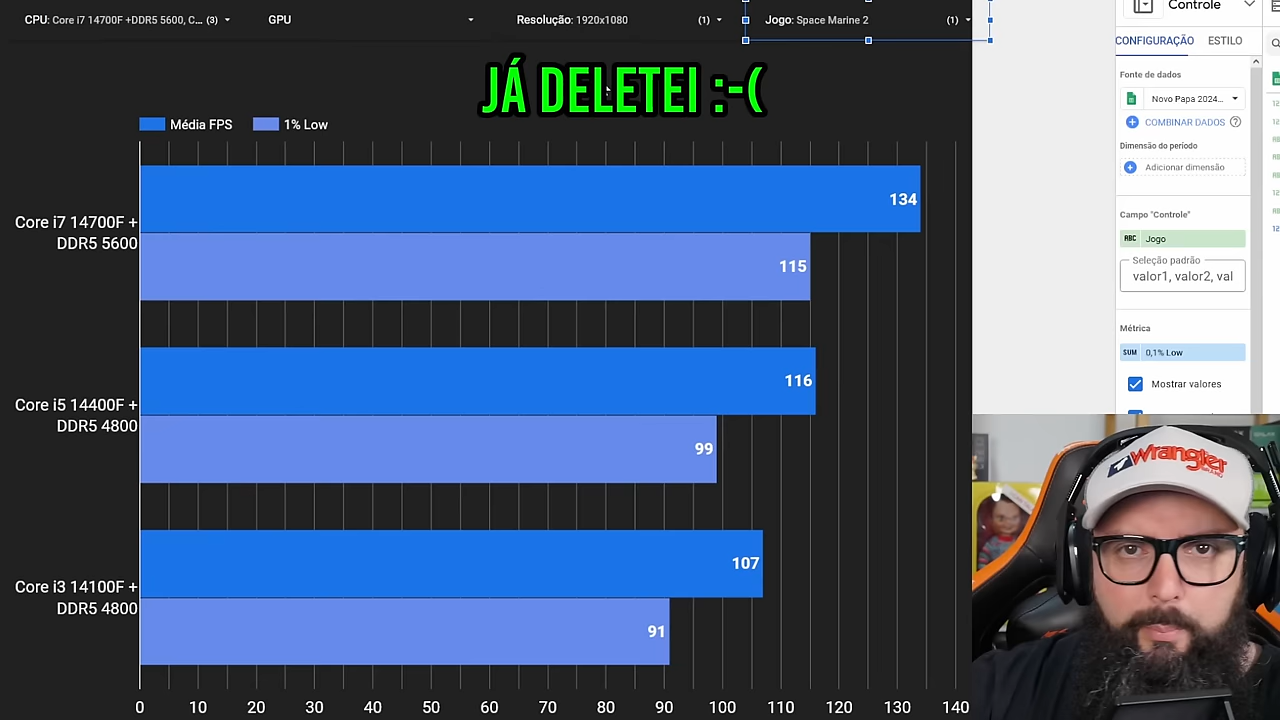 CPU: Core i7 14700F +DDR5 5600, C... (3)
GPU
Resolução: 1920x1080 (1)
Jogo: Space Marine 2 (1)
Controle
CONFIGURAÇÃO ESTILO
JÁ DELETEI :-(
Fonte de dados
Novo Papa 2024...
COMBINAR DADOS
Dimensão do período
Adicionar dimensão
Campo "Controle"
ABC Jogo
Seleção padrão
valor1, valor2, val
Métrica
SUM 0,1% Low
Mostrar valores
Média FPS 1% Low
Core i7 14700F +
DDR5 5600
134
115
Core i5 14400F +
DDR5 4800
116
99
Core i3 14100F +
DDR5 4800
107
91
0 10 20 30 40 50 60 70 80 90 100 110 120 130 140
Wrangler